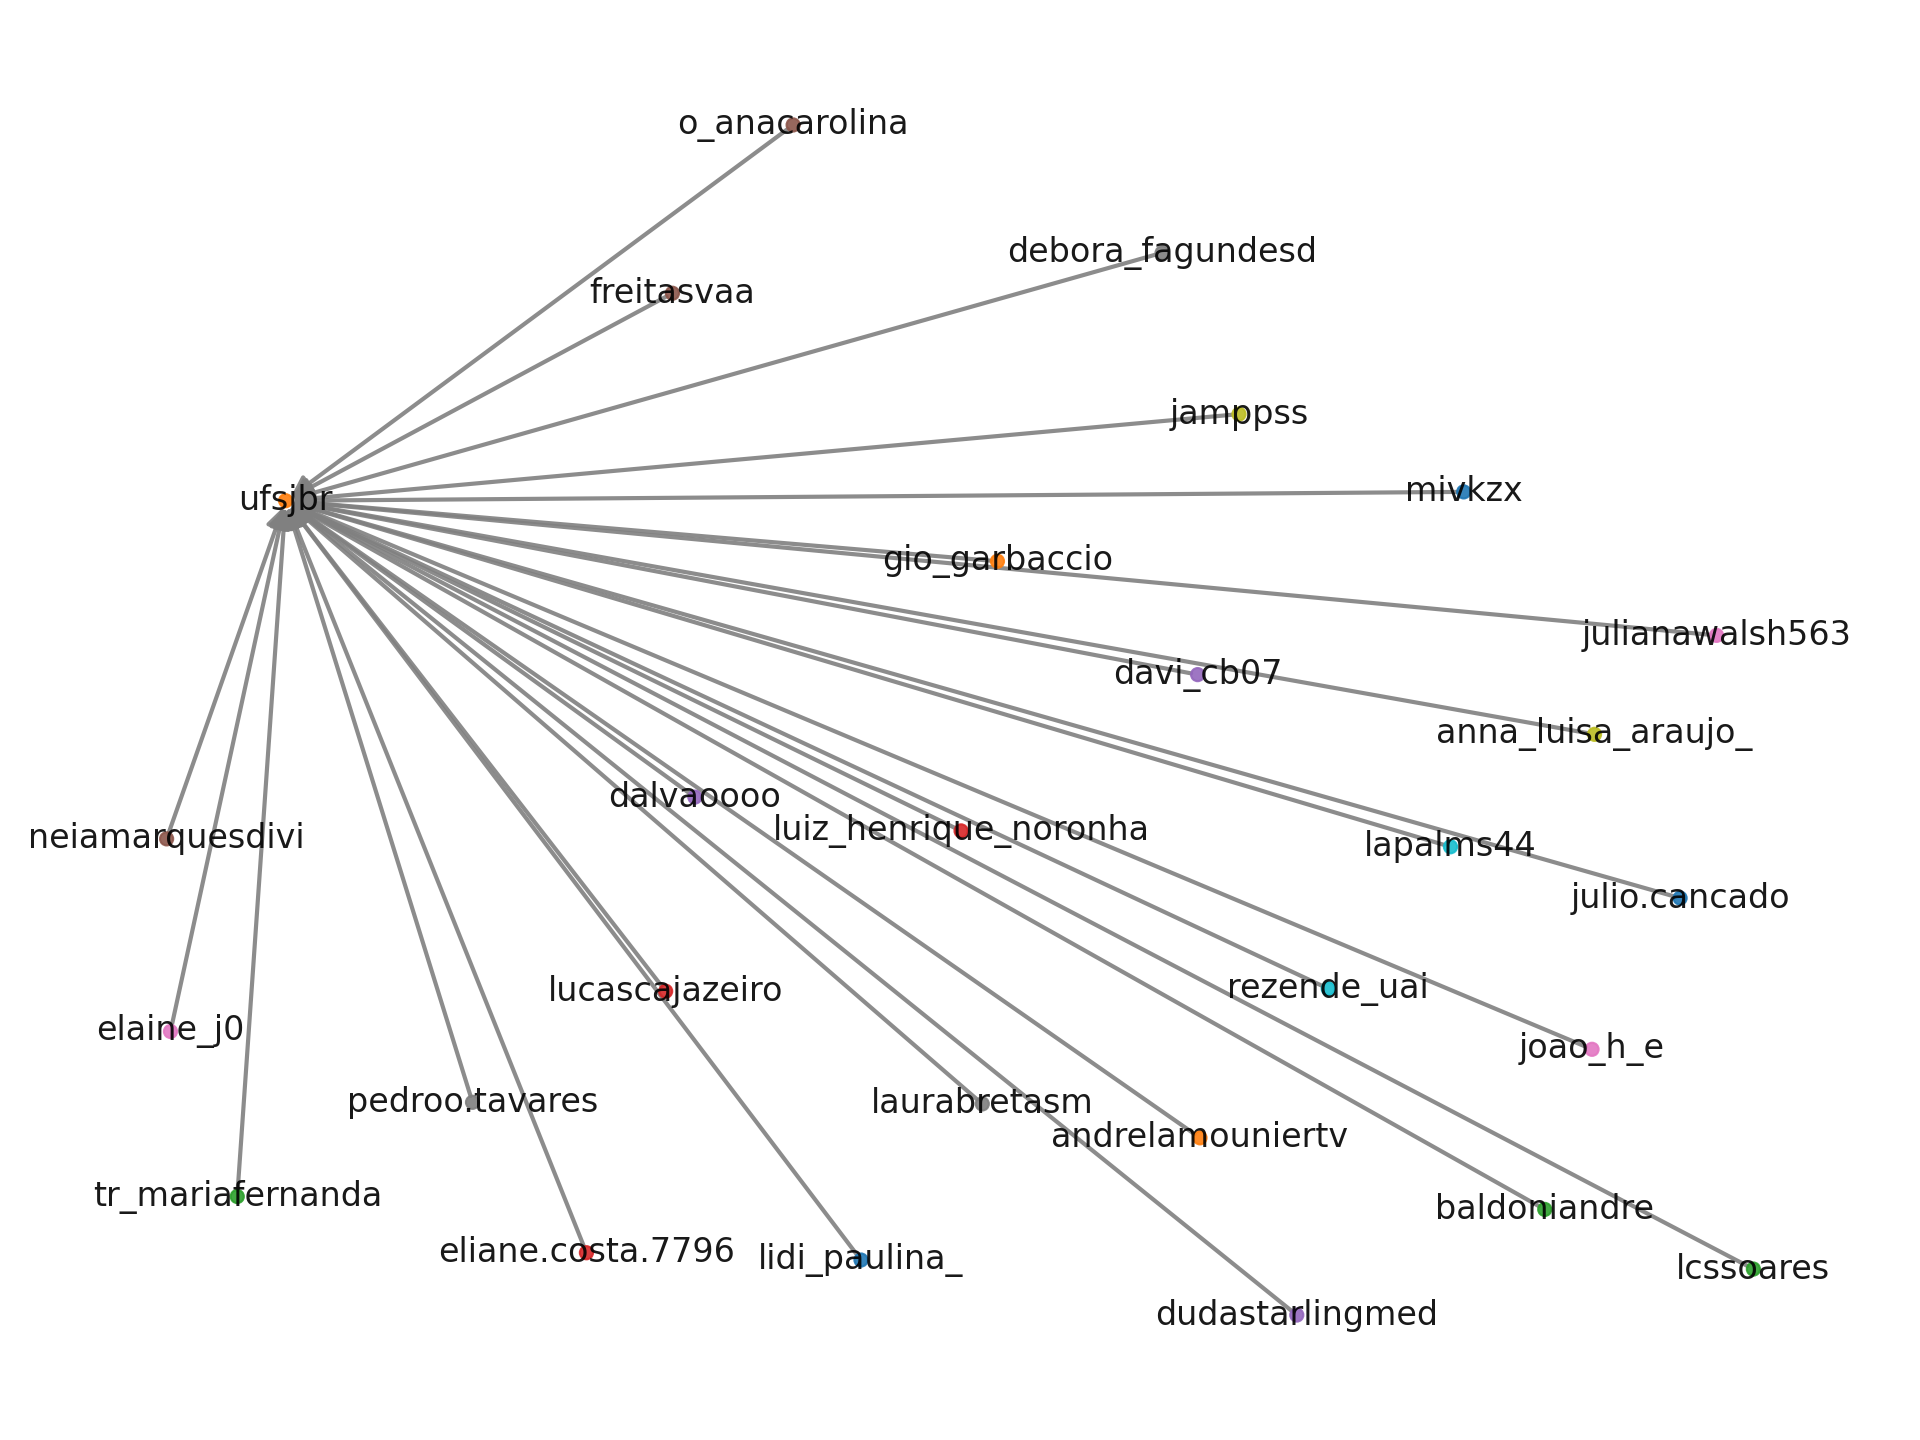 o_anacarolina
debora_fagundesd
freitasvaa
jamppss
mivkzx
ufsjbr
gio_garbaccio
julianawalsh563
davi_cb07
anna_luisa_araujo_
dalvaoooo
luiz_henrique_noronha
neiamarquesdivi
lapalms44
julio.cancado
rezende_uai
lucascajazeiro
elaine_j0
joao_h_e
pedroo.tavares
laurabretasm
andrelamouniertv
tr_mariafernanda
baldoniandre
eliane.costa.7796
lidi_paulina_
lcssoares
dudastarlingmed